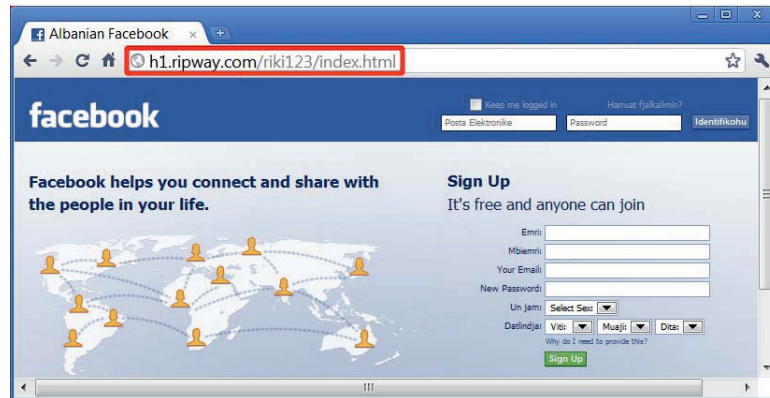 Albanian Facebook
h1.ripway.com/riki123/index.html
facebook
Keep me logged in
Harruat fjalkalimin?
Posta Elektronike
Password
Identifikohu
Facebook helps you connect and share with
the people in your life.
Sign Up
It's free and anyone can join
Emri:
Mbiemri:
Your Email:
New Password:
Un jam: Select Sex:
Datlindja: Viti: Muaji: Dita:
Why do I need to provide this?
Sign Up